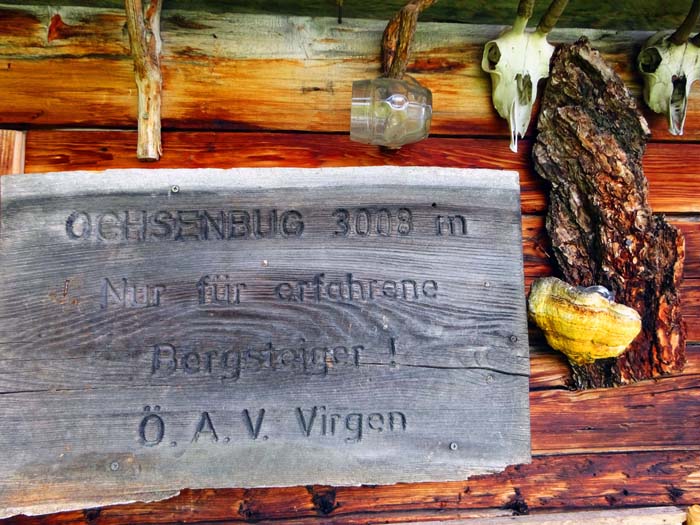 OCHSENBUG 3008 m
Nur für erfahrene
Bergsteiger !
Ö.A.V. Virgen